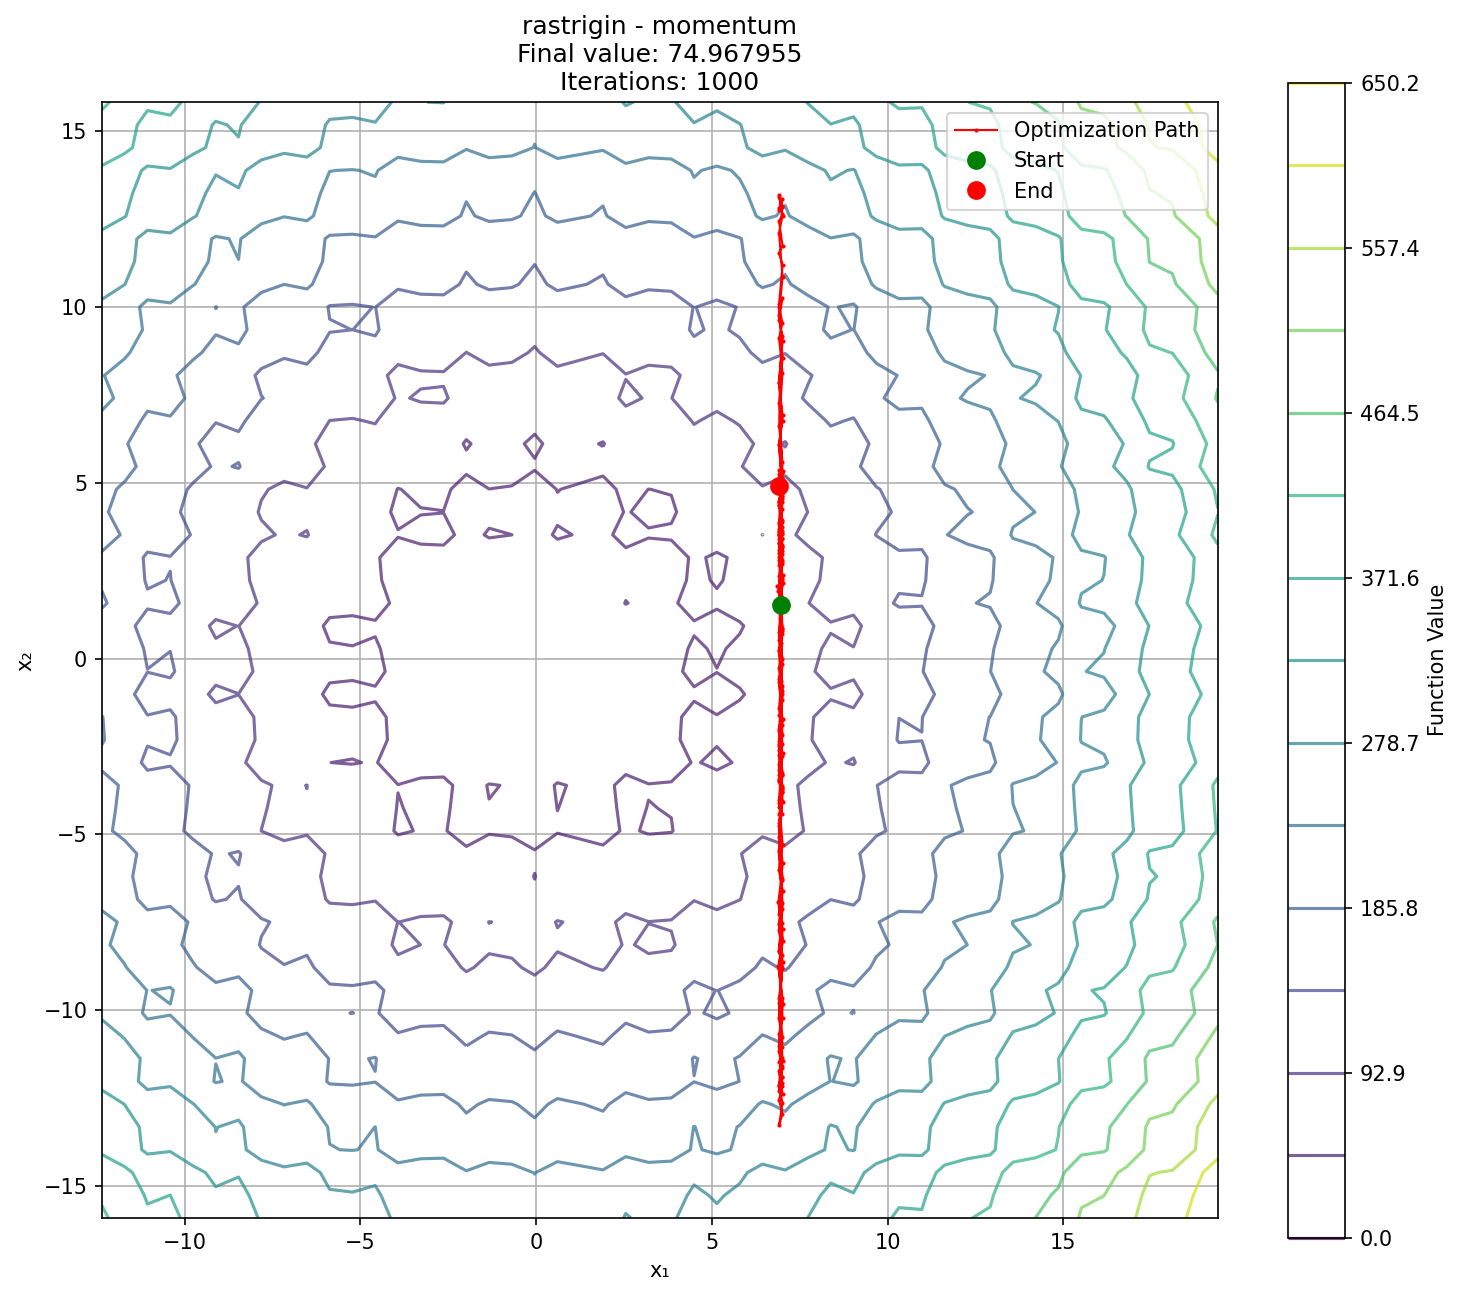 rastrigin - momentum
Final value: 74.967955
Iterations: 1000
Optimization Path
Start
End
15
10
5
0
−5
−10
−15
x₂
−10
−5
0
5
10
15
x₁
650.2
557.4
464.5
371.6
278.7
185.8
92.9
0.0
Function Value